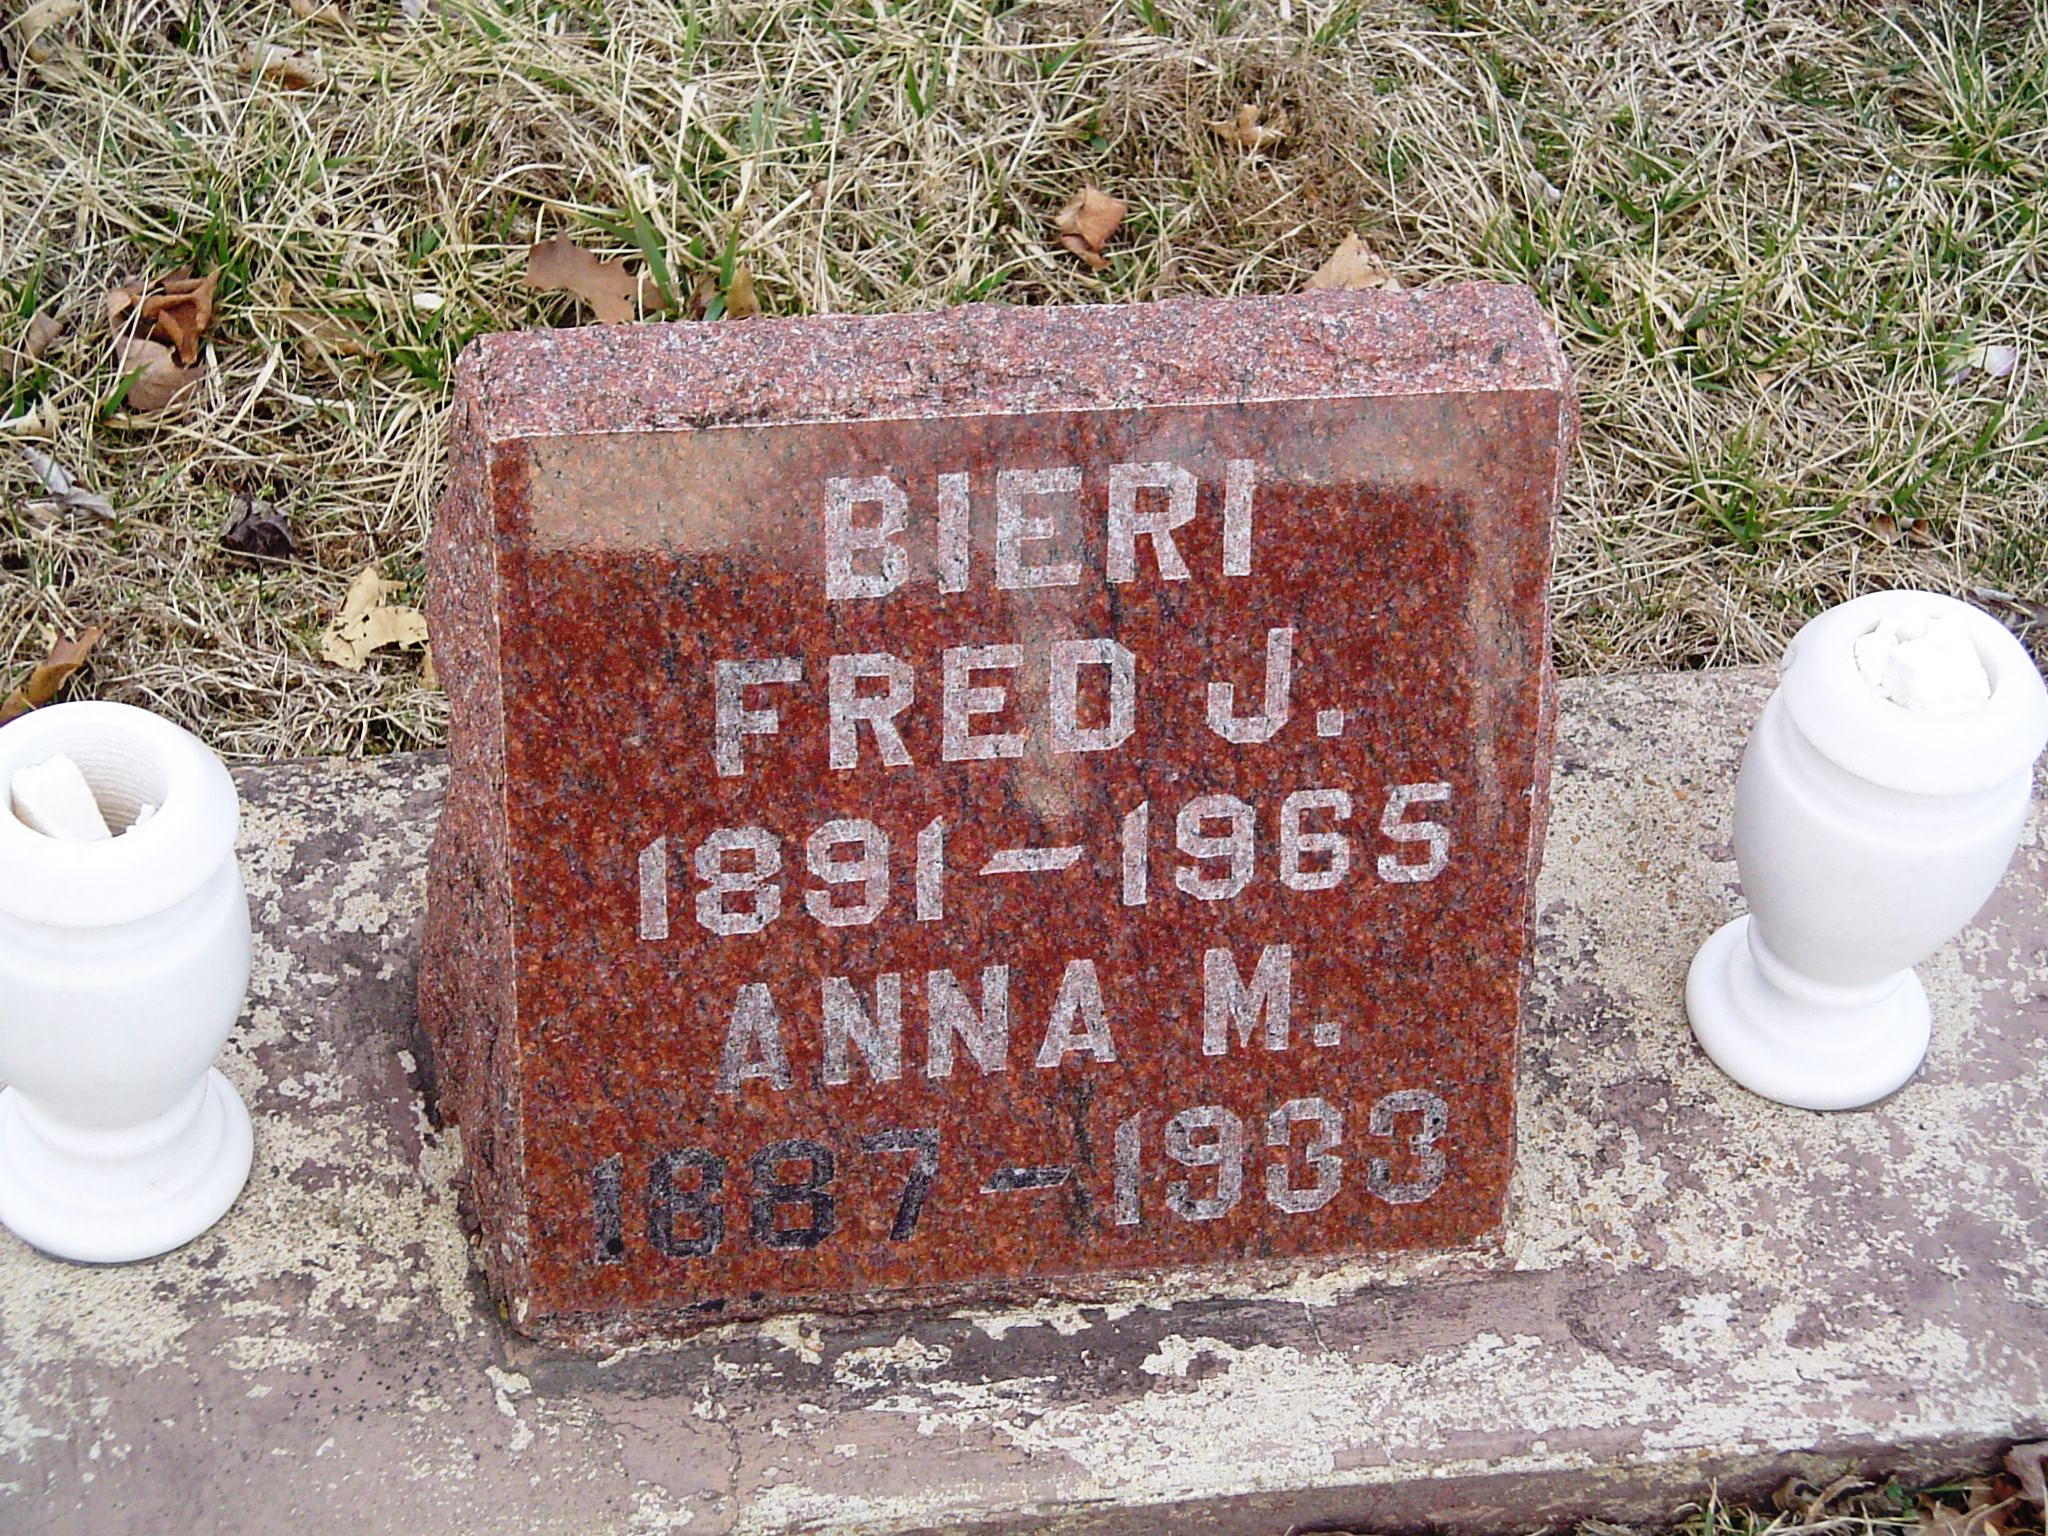 BIERI
FRED J.
1891-1965
ANNA M.
1887-1933